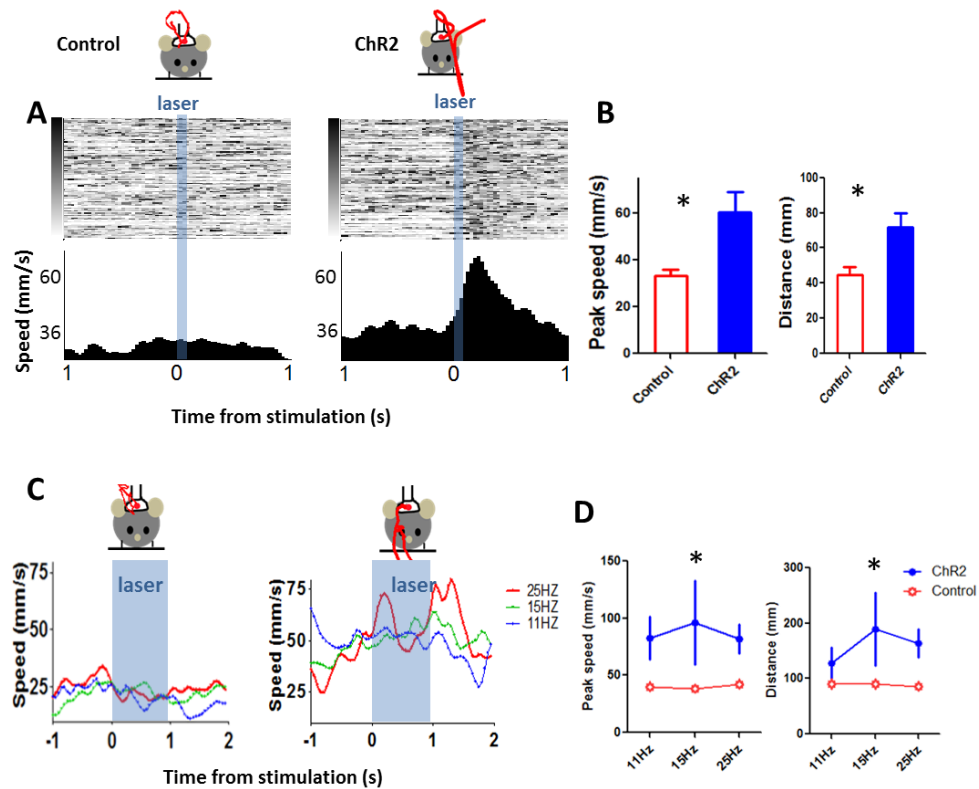 Control
ChR2
A
laser
laser
B
Speed (mm/s)
60
36
60
36
1
0
1
1
0
1
Time from stimulation (s)
Peak speed (mm/s)
60
40
20
0
*
Control
ChR2
Distance (mm)
100
80
60
40
20
0
*
Control
ChR2
C
laser
Speed (mm/s)
75
50
25
-1
0
1
2
laser
Speed (mm/s)
75
50
25
-1
0
1
2
25HZ
15HZ
11HZ
Time from stimulation (s)
D
Peak speed (mm/s)
150
100
50
0
*
11Hz
15Hz
25Hz
Distance (mm)
300
200
100
0
*
11Hz
15Hz
25Hz
ChR2
Control